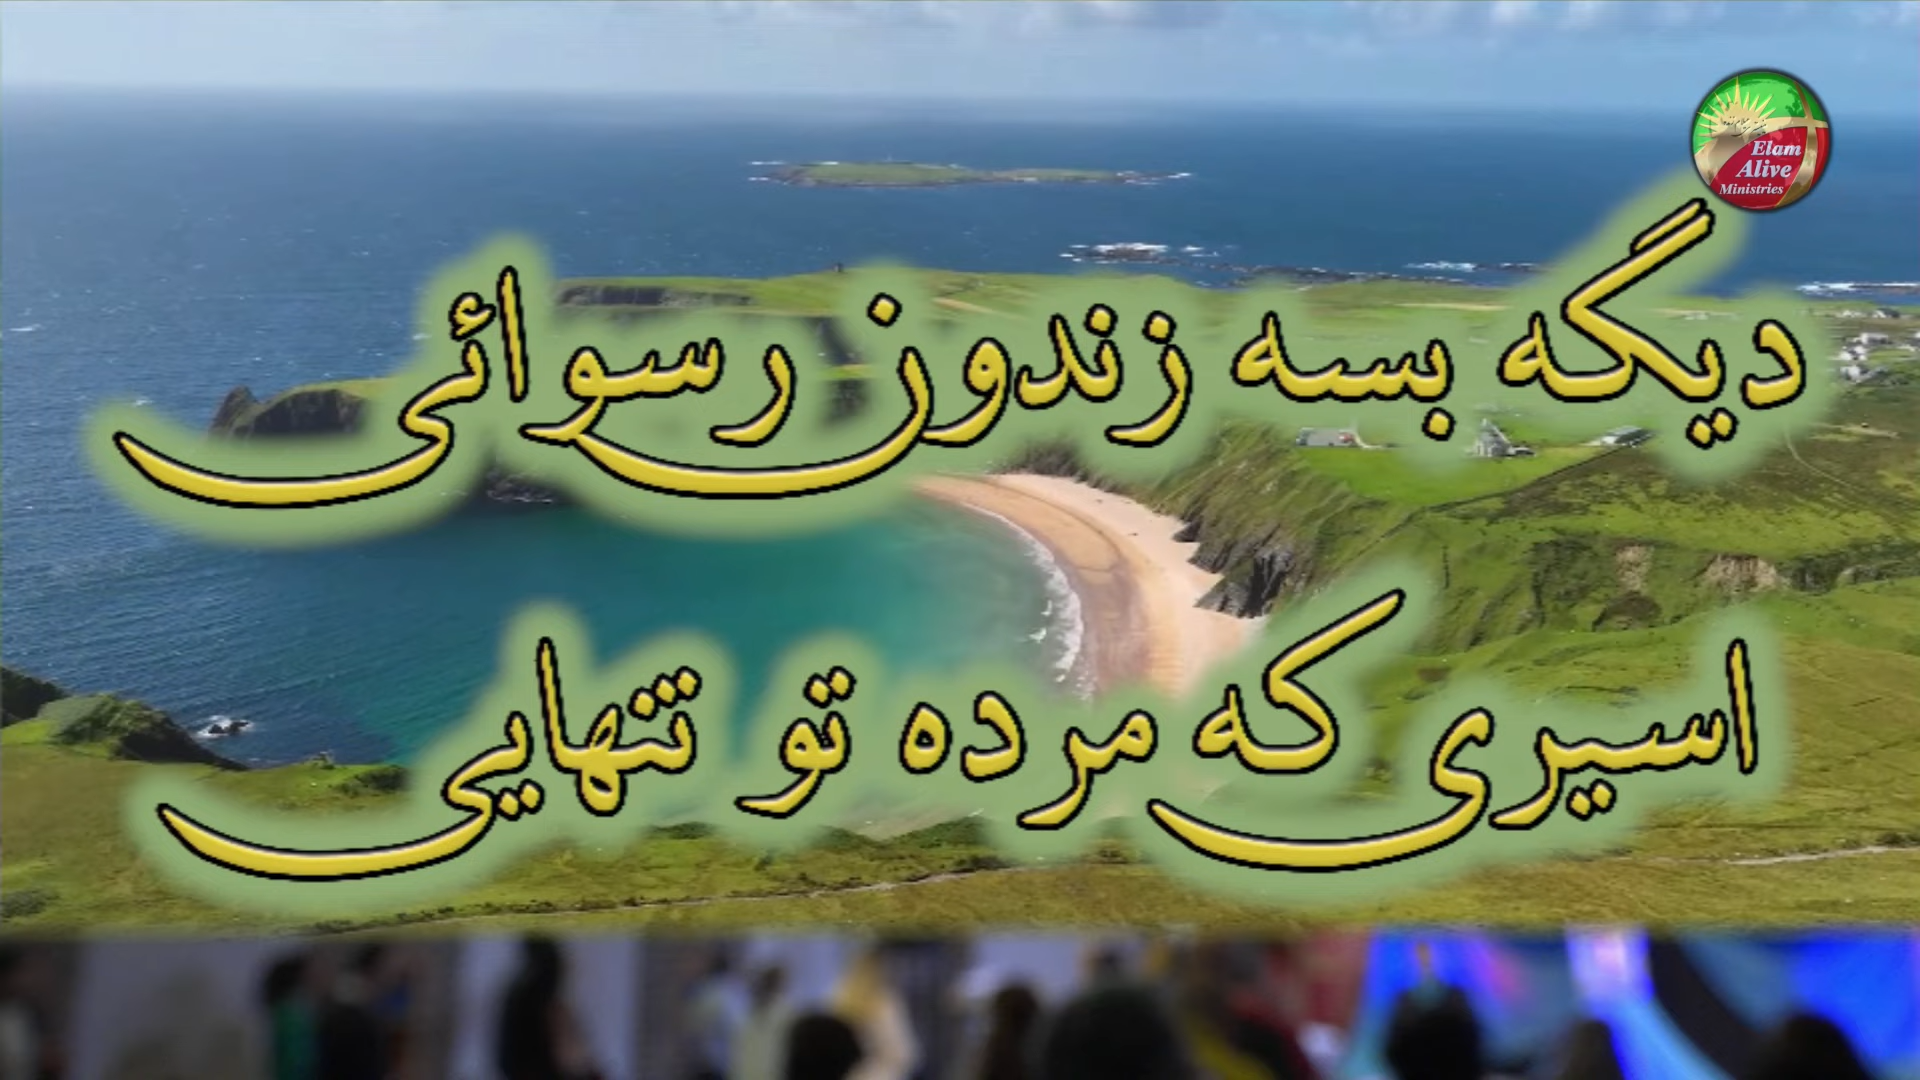 Elam
Alive
Ministries
دیگه بسه زندون رسوائی
اسیری که مرده تو تنهایی